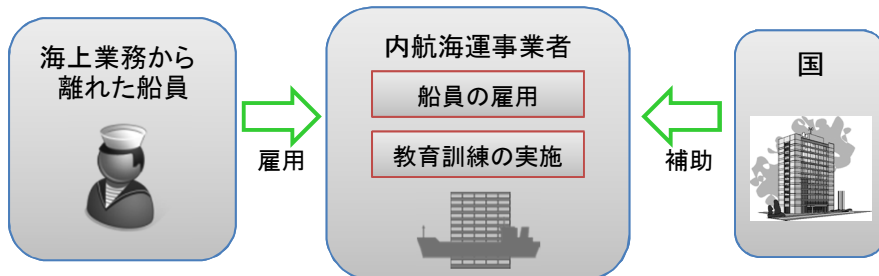 海上業務から
離れた船員
雇用
内航海運事業者
船員の雇用
教育訓練の実施
補助
国